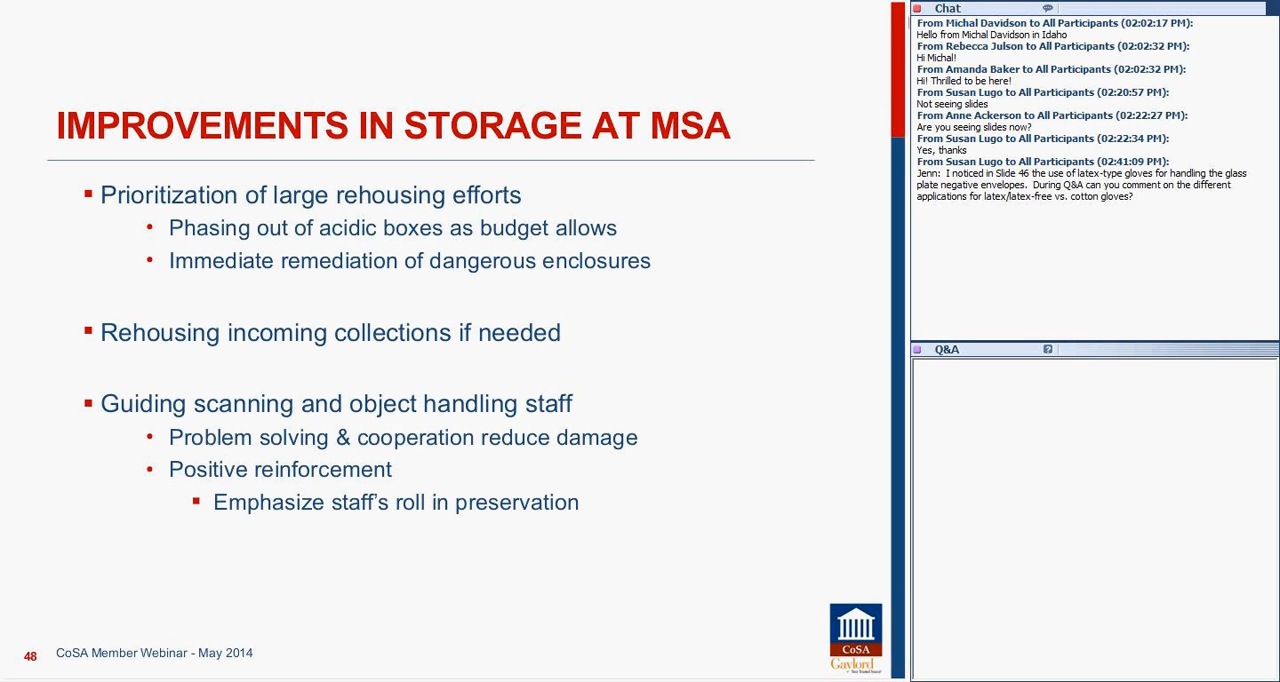 IMPROVEMENTS IN STORAGE AT MSA
Prioritization of large rehousing efforts
Phasing out of acidic boxes as budget allows
Immediate remediation of dangerous enclosures
Rehousing incoming collections if needed
Guiding scanning and object handling staff
Problem solving & cooperation reduce damage
Positive reinforcement
Emphasize staff's roll in preservation
48 CoSA Member Webinar - May 2014
CoSA
Gaylord
Chat
From Michal Davidson to All Participants (02:02:17 PM):
Hello from Michal Davidson in Idaho
From Rebecca Julson to All Participants (02:02:32 PM):
Hi Michal!
From Amanda Baker to All Participants (02:02:32 PM):
Hi! Thrilled to be here!
From Susan Lugo to All Participants (02:20:57 PM):
Not seeing slides
From Anne Ackerson to All Participants (02:22:27 PM):
Are you seeing slides now?
From Susan Lugo to All Participants (02:22:34 PM):
Yes, thanks
From Susan Lugo to All Participants (02:41:09 PM):
Jenn: I noticed in Slide 46 the use of latex-type gloves for handling the glass
plate negative envelopes. During Q&A can you comment on the different
applications for latex/latex-free vs. cotton gloves?
Q&A